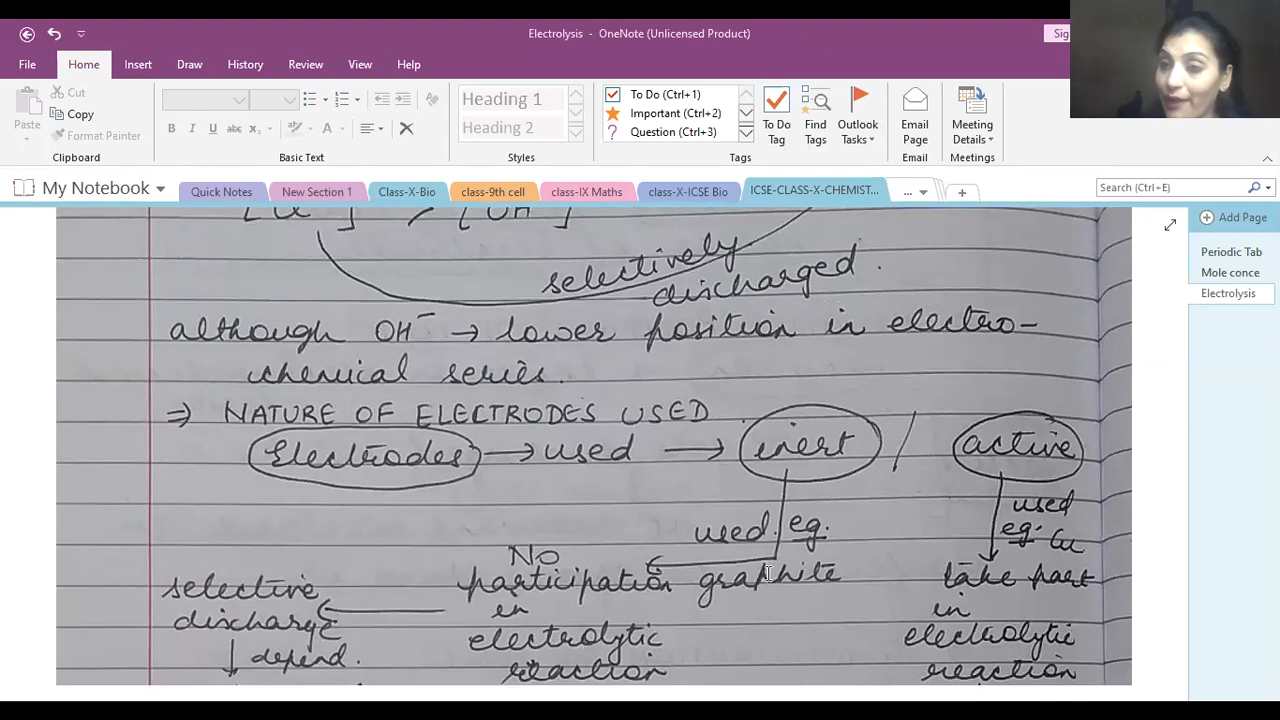 Electrolysis - OneNote (Unlicensed Product)
Sig
File Home Insert Draw History Review View Help
Paste
Cut
Copy
Format Painter
Clipboard
B I U abc x₂ A
Basic Text
Heading 1
Heading 2
Styles
To Do (Ctrl+1)
Important (Ctrl+2)
? Question (Ctrl+3)
To Do Tag
Find Tags
Outlook Tasks
Tags
Email Page
Email
Meeting Details
Meetings
My Notebook
Quick Notes New Section 1 Class-X-Bio class-9th cell class-IX Maths class-X-ICSE Bio ICSE-CLASS-X-CHEMIST... ...
Search (Ctrl+E)
Add Page
Periodic Tab
Mole conce
Electrolysis
selectively
discharged.
although OH⁻ → lower position in electro-
chemical series.
⇒ NATURE OF ELECTRODES USED.
Electrodes → used → inert / active
used eg. graphite
used eg. Cu
No participation in electrolytic reaction
take part in electrolytic reaction
selective discharge
↓ depend.